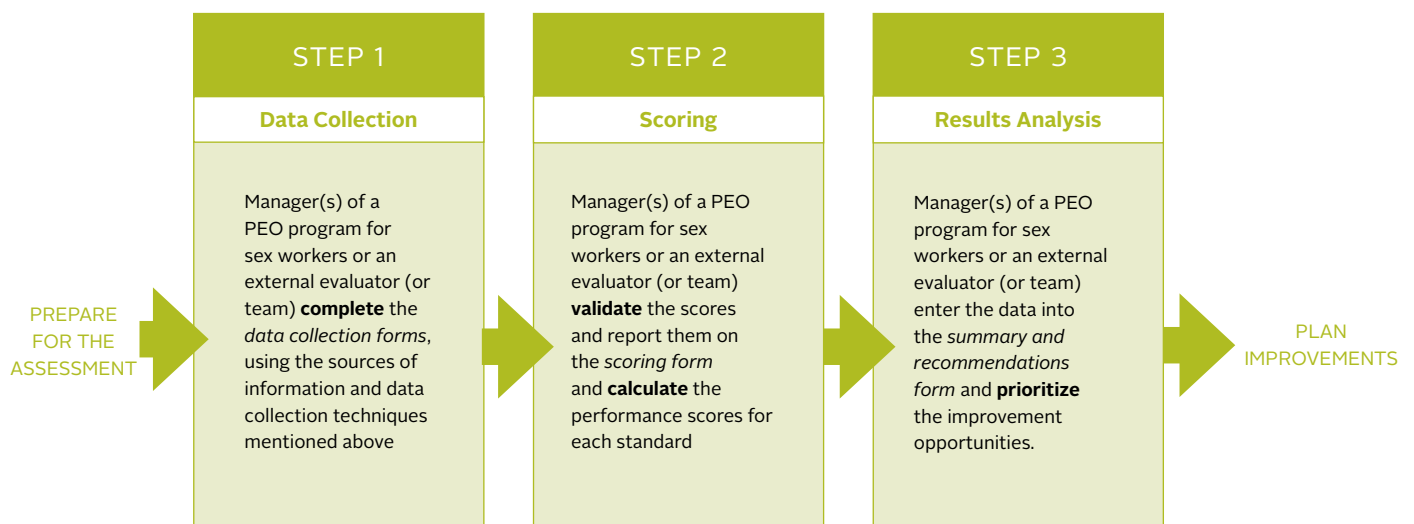 PREPARE
FOR THE
ASSESSMENT
STEP 1
Data Collection
Manager(s) of a
PEO program for
sex workers or an
external evaluator (or
team) complete the
data collection forms,
using the sources of
information and data
collection techniques
mentioned above
STEP 2
Scoring
Manager(s) of a PEO
program for sex
workers or an external
evaluator (or team)
validate the scores
and report them on
the scoring form
and calculate the
performance scores for
each standard
STEP 3
Results Analysis
Manager(s) of a PEO
program for sex
workers or an external
evaluator (or team)
enter the data into
the summary and
recommendations
form and prioritize
the improvement
opportunities.
PLAN
IMPROVEMENTS